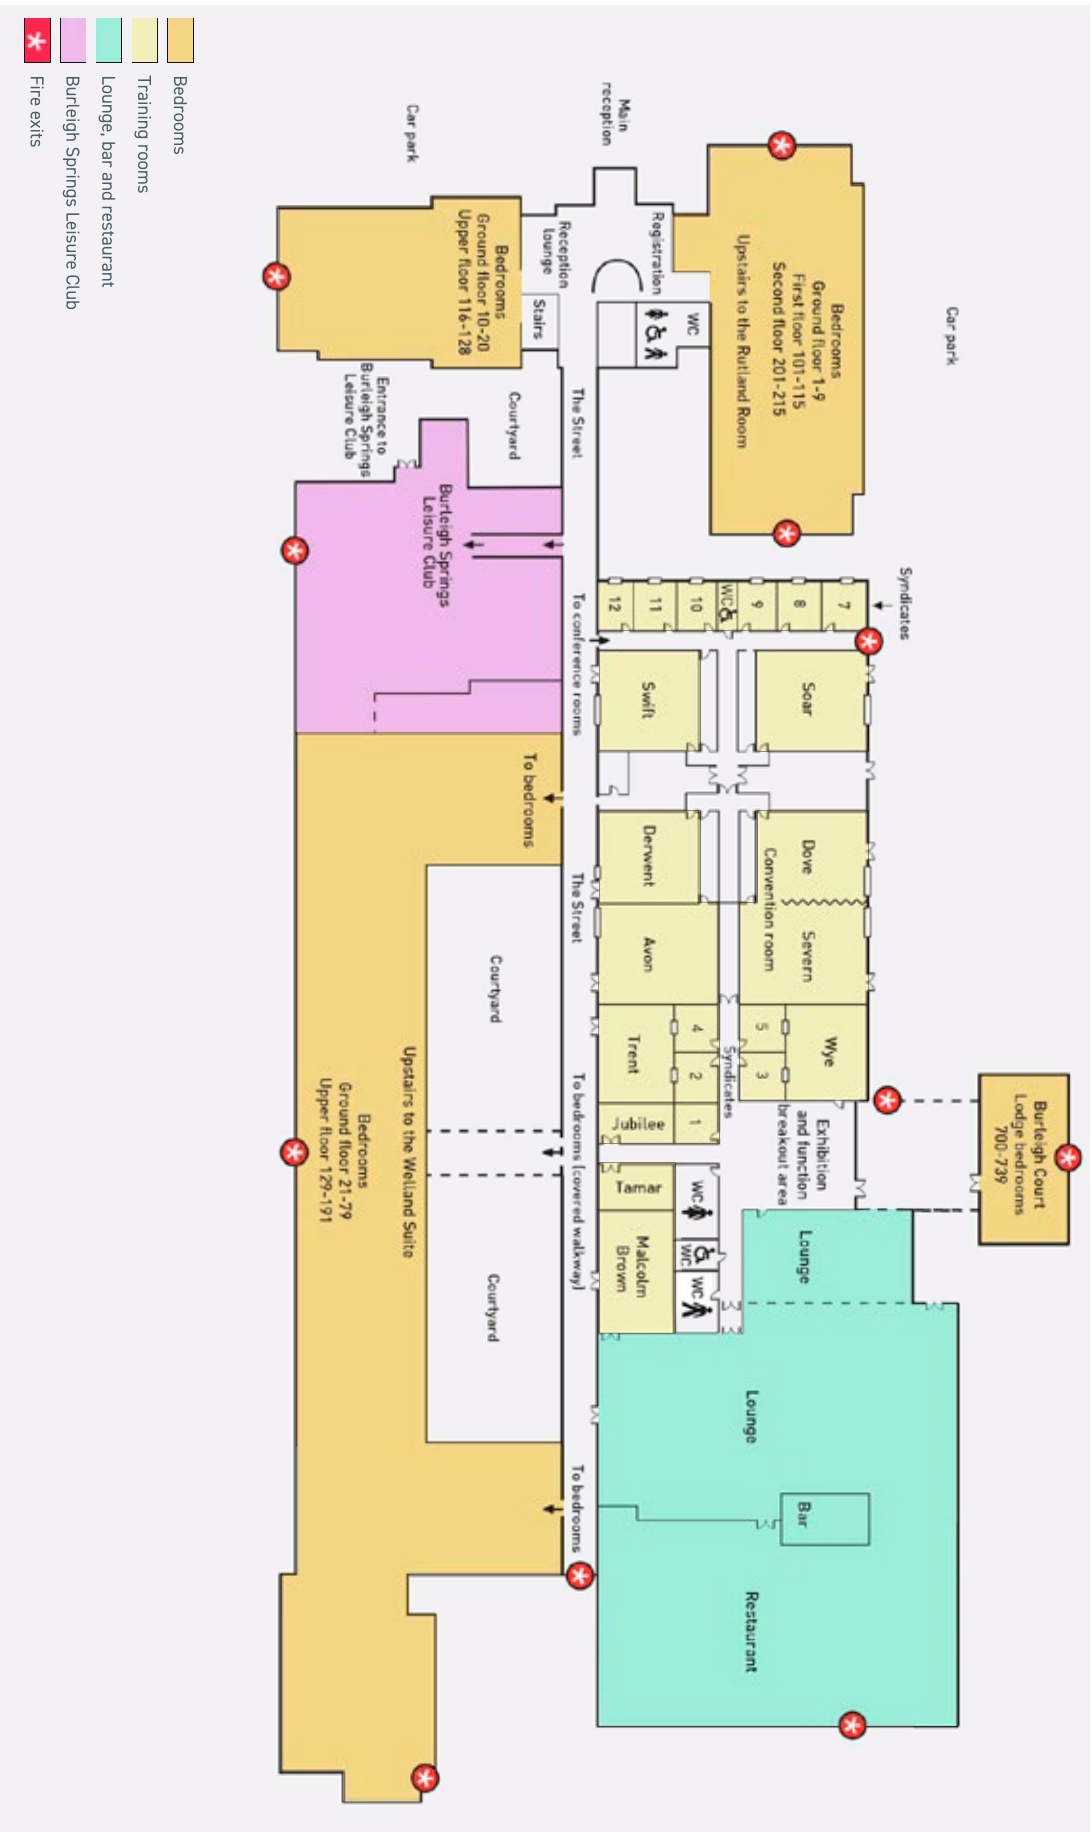 Bedrooms
Training rooms
Lounge, bar and restaurant
Burleigh Springs Leisure Club
Fire exits
Car park
Car park
Main
reception
Bedrooms
Ground floor 1-9
First floor 101-115
Second floor 201-215
Upstairs to the Rutland Room
Registration
WC
Reception
lounge
Stairs
Bedrooms
Ground floor 10-20
Upper floor 116-128
Entrance to
Burleigh Springs
Leisure Club
Courtyard
The Street
Burleigh Springs
Leisure Club
Syndicates
7
8
9
WC
10
11
12
To conference rooms
Soar
Swift
To bedrooms
Dove
Severn
Convention room
Derwent
Avon
The Street
Courtyard
Wye
5
3
Syndicates
4
2
1
Trent
Jubilee
Burleigh Court
Lodge bedrooms
700-739
Exhibition
and function
breakout area
WC
WC
WC
Tamar
Malcolm
Brown
To bedrooms (covered walkway)
Courtyard
Upstairs to the Welland Suite
Bedrooms
Ground floor 21-79
Upper floor 129-191
Lounge
Lounge
Bar
Restaurant
To bedrooms